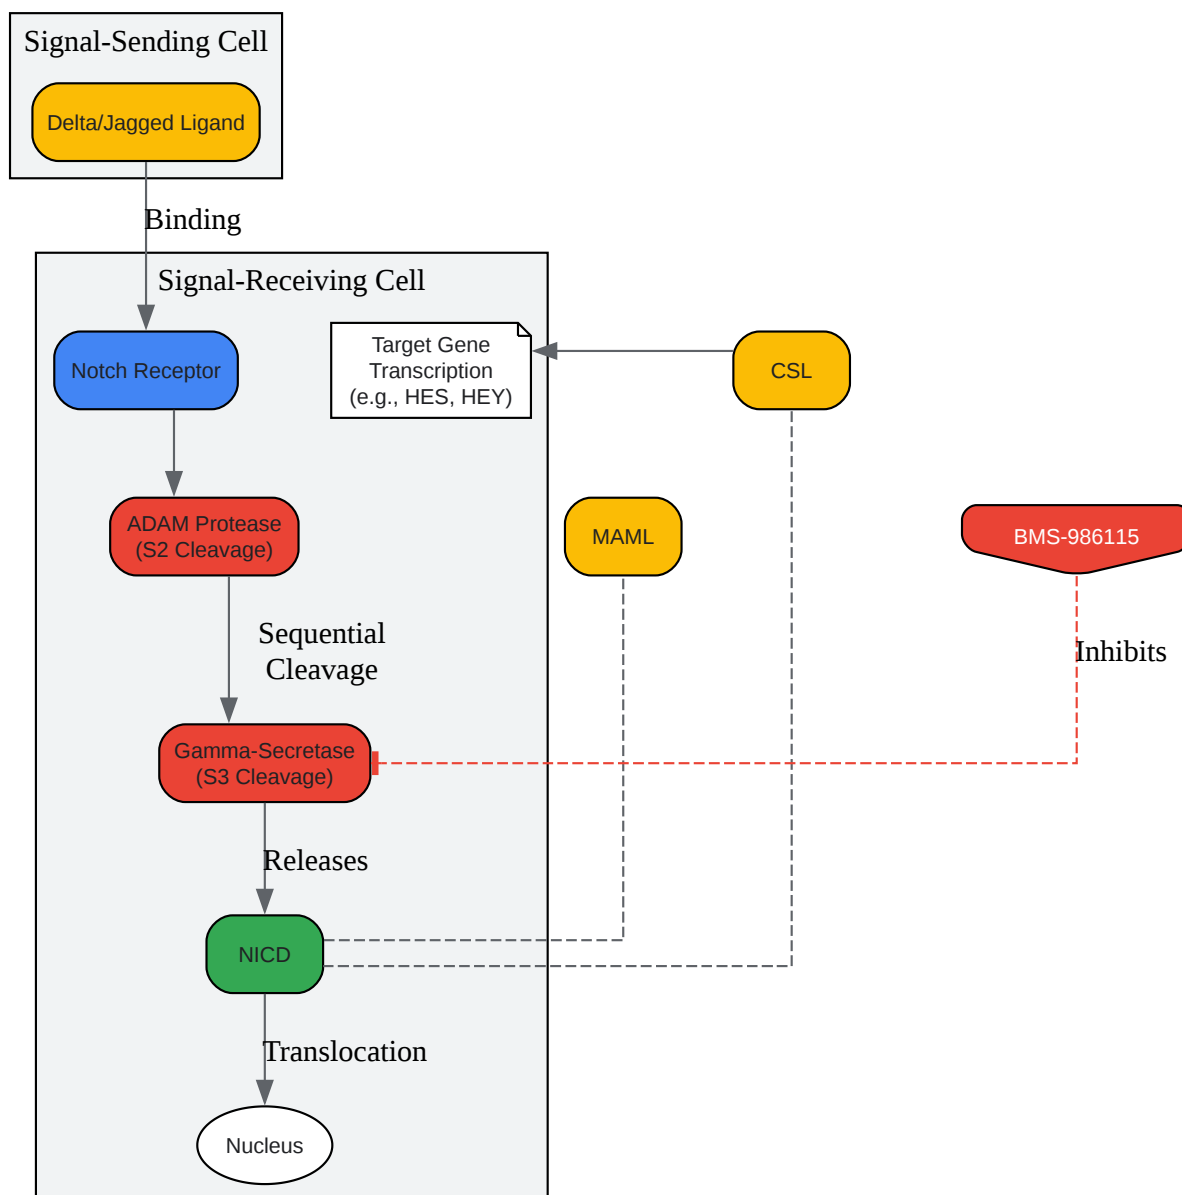 Signal-Sending Cell
Delta/Jagged Ligand
Binding
Signal-Receiving Cell
Notch Receptor
Target Gene
Transcription
(e.g., HES, HEY)
CSL
ADAM Protease
(S2 Cleavage)
MAML
BMS-986115
Sequential
Cleavage
Inhibits
Gamma-Secretase
(S3 Cleavage)
Releases
NICD
Translocation
Nucleus